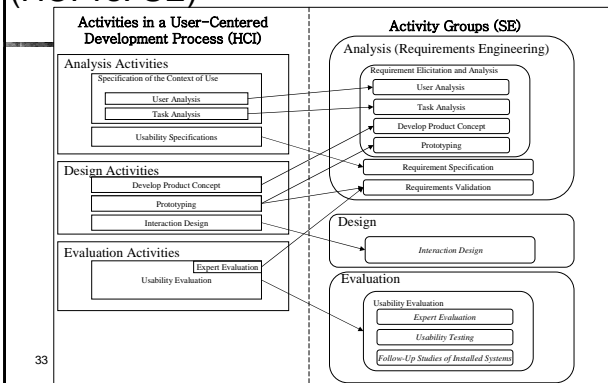 Activities in a User-Centered
Development Process (HCI)
Analysis Activities
Specification of the Context of Use
User Analysis
Task Analysis
Usability Specifications
Design Activities
Develop Product Concept
Prototyping
Interaction Design
Evaluation Activities
Expert Evaluation
Usability Evaluation
Activity Groups (SE)
Analysis (Requirements Engineering)
Requirement Elicitation and Analysis
User Analysis
Task Analysis
Develop Product Concept
Prototyping
Requirement Specification
Requirements Validation
Design
Interaction Design
Evaluation
Usability Evaluation
Expert Evaluation
Usability Testing
Follow-Up Studies of Installed Systems
33